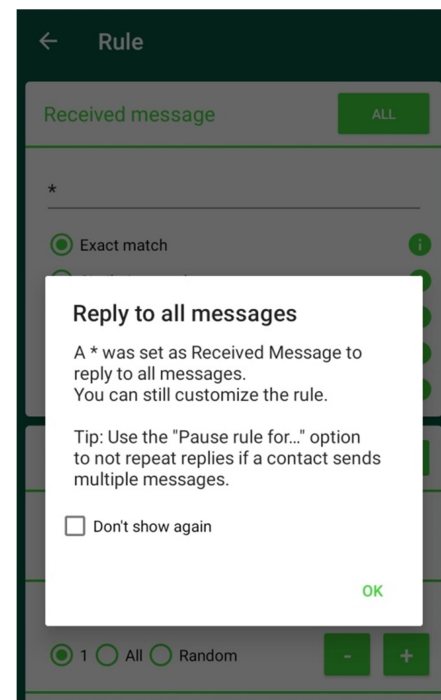 Rule
Received message
ALL
*
Exact match
Reply to all messages
A * was set as Received Message to
reply to all messages.
You can still customize the rule.
Tip: Use the "Pause rule for..." option
to not repeat replies if a contact sends
multiple messages.
Don't show again
OK
1 All Random
- +